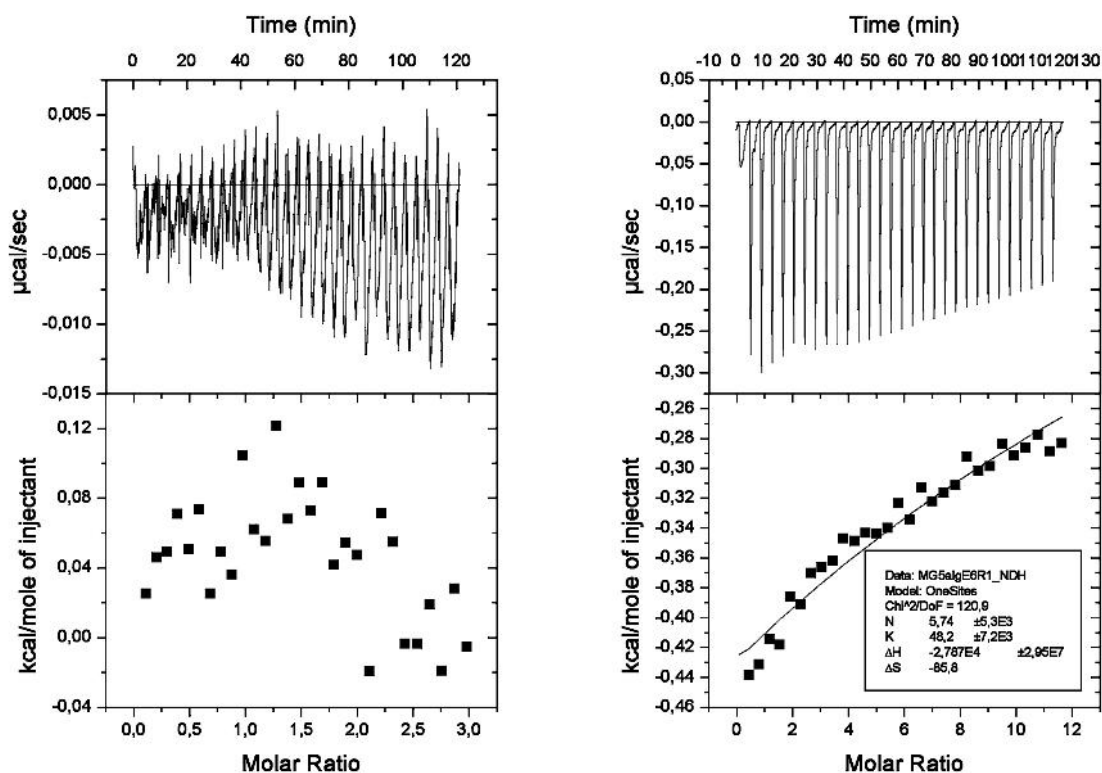 Time (min)
0 20 40 60 80 100 120
0,005
0,000
-0,005
-0,010
-0,015
µcal/sec
0,12
0,08
0,04
0,00
-0,04
kcal/mole of injectant
0,0 0,5 1,0 1,5 2,0 2,5 3,0
Molar Ratio
Time (min)
-10 0 10 20 30 40 50 60 70 80 90 100 110 120 130
0,05
0,00
-0,05
-0,10
-0,15
-0,20
-0,25
-0,30
µcal/sec
-0,26
-0,28
-0,30
-0,32
-0,34
-0,36
-0,38
-0,40
-0,42
-0,44
-0,46
kcal/mole of injectant
Data: MG5algE6R1_NDH
Model: OneSites
Chi^2/DoF = 120,9
N 5,74 ±5,3E3
K 48,2 ±7,2E3
ΔH -2,787E4 ±2,95E7
ΔS -85,8
0 2 4 6 8 10 12
Molar Ratio